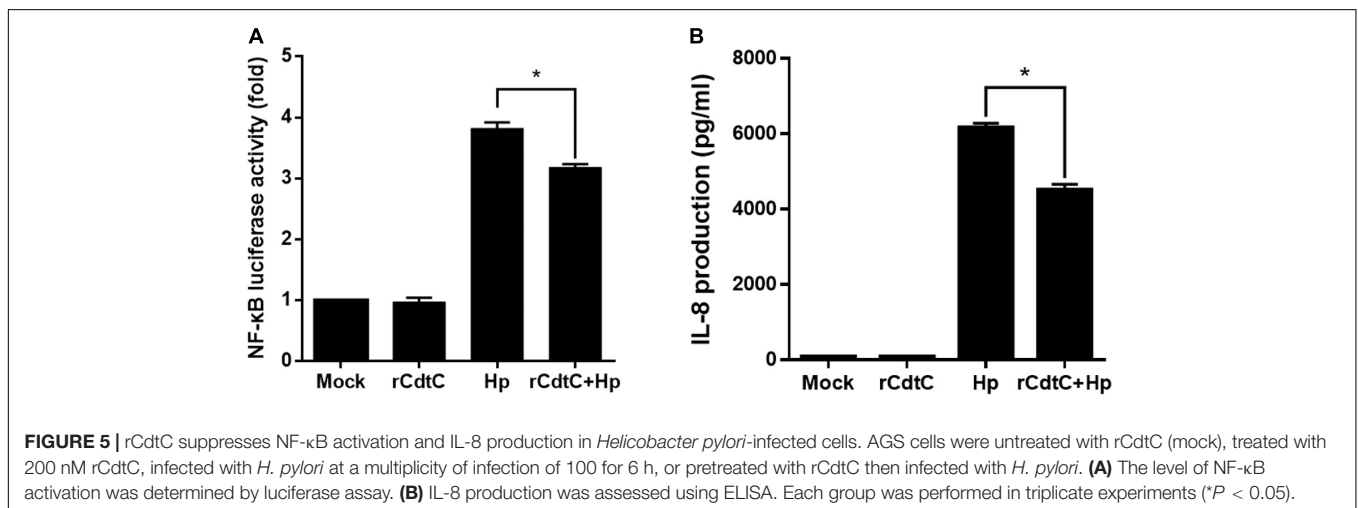 A
NF-κB luciferase activity (fold)
5
4
3
2
1
0
*
Mock rCdtC Hp rCdtC+Hp
B
IL-8 production (pg/ml)
8000
6000
4000
2000
0
*
Mock rCdtC Hp rCdtC+Hp
FIGURE 5 | rCdtC suppresses NF-κB activation and IL-8 production in Helicobacter pylori-infected cells. AGS cells were untreated with rCdtC (mock), treated with
200 nM rCdtC, infected with H. pylori at a multiplicity of infection of 100 for 6 h, or pretreated with rCdtC then infected with H. pylori. (A) The level of NF-κB
activation was determined by luciferase assay. (B) IL-8 production was assessed using ELISA. Each group was performed in triplicate experiments (*P < 0.05).